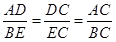 AD/BE = DC/EC = AC/BC